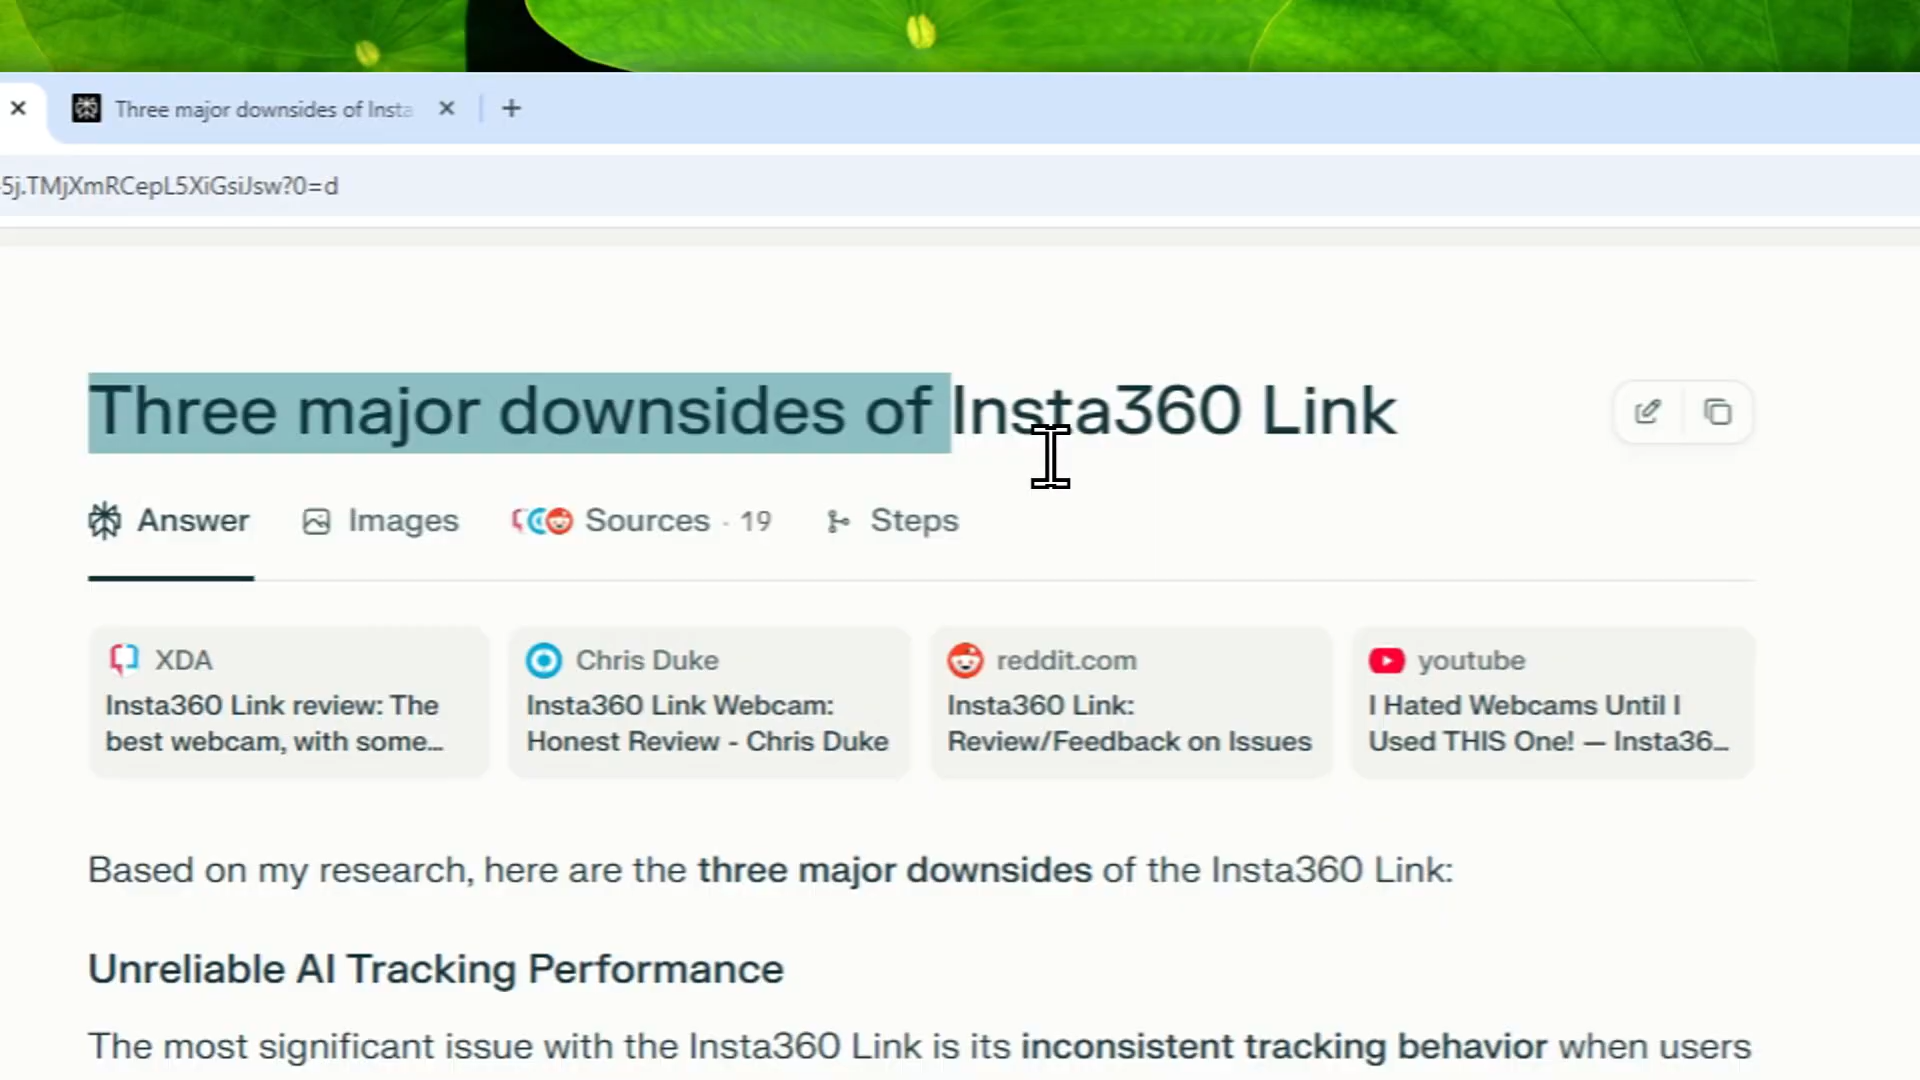 Three major downsides of Insta
5j.TMjXmRCepL5XiGsiJsw?0=d
Three major downsides of Insta360 Link
Answer Images Sources · 19 Steps
XDA
Insta360 Link review: The
best webcam, with some...
Chris Duke
Insta360 Link Webcam:
Honest Review - Chris Duke
reddit.com
Insta360 Link:
Review/Feedback on Issues
youtube
I Hated Webcams Until I
Used THIS One! — Insta36...
Based on my research, here are the three major downsides of the Insta360 Link:
Unreliable AI Tracking Performance
The most significant issue with the Insta360 Link is its inconsistent tracking behavior when users